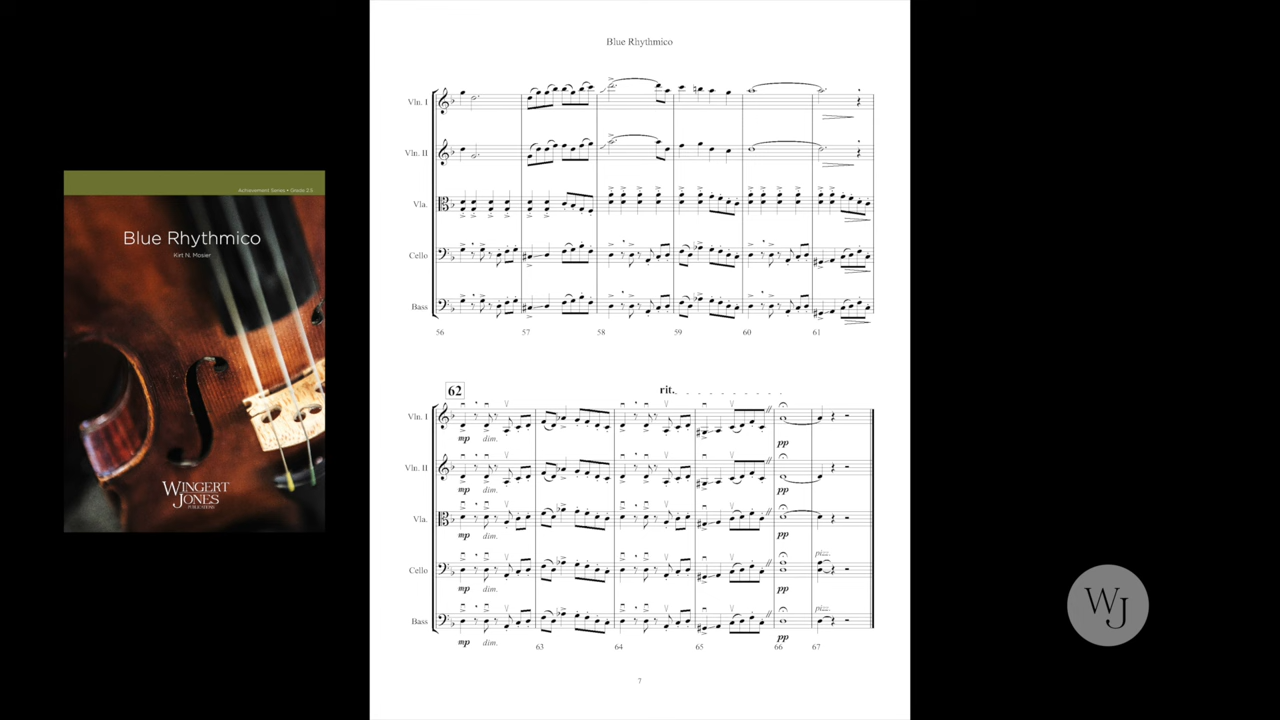 Achievement Series • Grade 2.5
Blue Rhythmico
Kirt N. Mosier
WINGERT
JONES
PUBLICATIONS
Blue Rhythmico
Vln. I
Vln. II
Vla.
Cello
Bass
56 57 58 59 60 61
62 rit.
Vln. I
mp dim. pp
Vln. II
mp dim. pp
Vla.
mp dim. pp
pizz.
Cello
mp dim. pp
pizz.
Bass
mp dim. pp
63 64 65 66 67
7
WJ